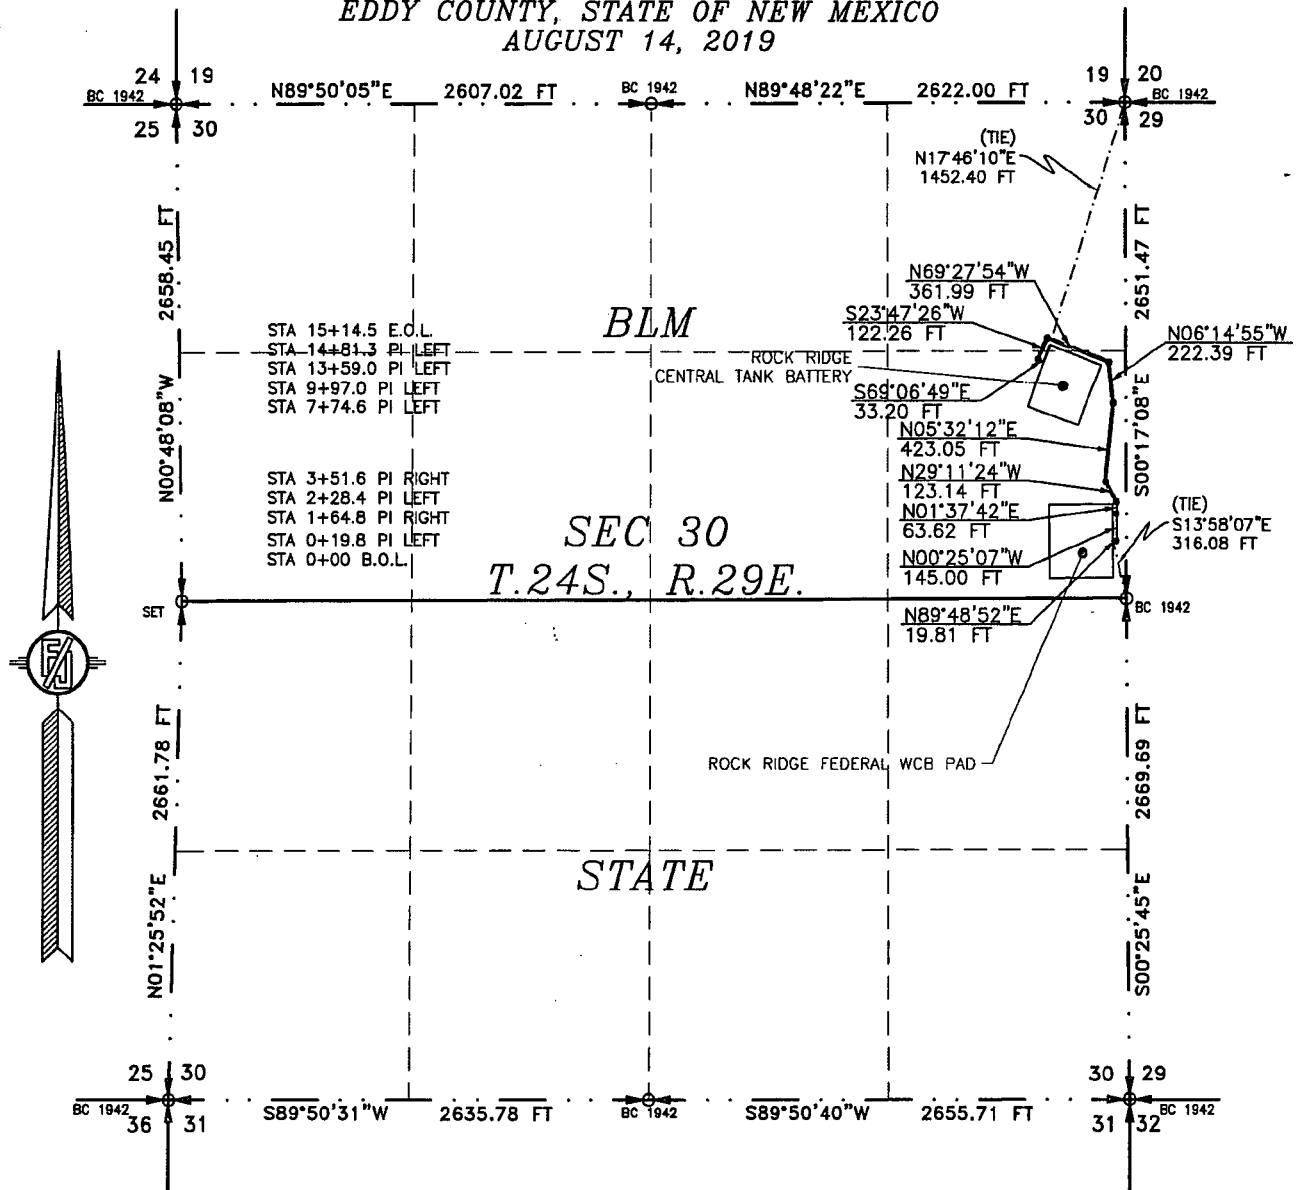 EDDY COUNTY, STATE OF NEW MEXICO
AUGUST 14, 2019
24 19
BC 1942
25 30
N89°50'05"E 2607.02 FT
BC 1942
N89°48'22"E 2622.00 FT
19 20
BC 1942
30 29
(TIE)
N17°46'10"E
1452.40 FT
2658.45 FT
N00°48'08"W
2651.47 FT
S00°17'08"E
N69°27'54"W
361.99 FT
S23°47'26"W
122.26 FT
N06°14'55"W
222.39 FT
BLM
ROCK RIDGE
CENTRAL TANK BATTERY
STA 15+14.5 E.O.L.
STA 14+81.3 PI LEFT
STA 13+59.0 PI LEFT
STA 9+97.0 PI LEFT
STA 7+74.6 PI LEFT
S69°06'49"E
33.20 FT
N05°32'12"E
423.05 FT
N29°11'24"W
123.14 FT
STA 3+51.6 PI RIGHT
STA 2+28.4 PI LEFT
STA 1+64.8 PI RIGHT
STA 0+19.8 PI LEFT
STA 0+00 B.O.L.
N01°37'42"E
63.62 FT
(TIE)
S13°58'07"E
316.08 FT
SEC 30
T.24S., R.29E.
N00°25'07"W
145.00 FT
SET
BC 1942
N89°48'52"E
19.81 FT
FJ
2661.78 FT
N01°25'52"E
2669.69 FT
S00°25'45"E
ROCK RIDGE FEDERAL WCB PAD
STATE
25 30
BC 1942
36 31
S89°50'31"W 2635.78 FT
BC 1942
S89°50'40"W 2655.71 FT
30 29
BC 1942
31 32